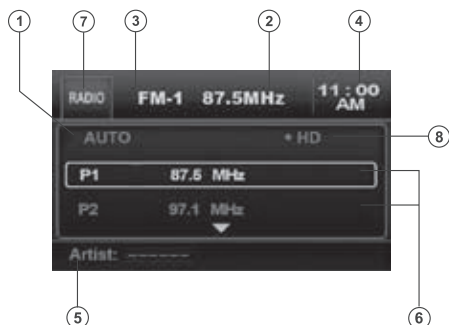 1 7 3 2 4
RADIO FM-1 87.5MHz 11:00 AM
AUTO • HD 8
P1 87.5 MHz
P2 97.1 MHz
Artist: ------
5 6